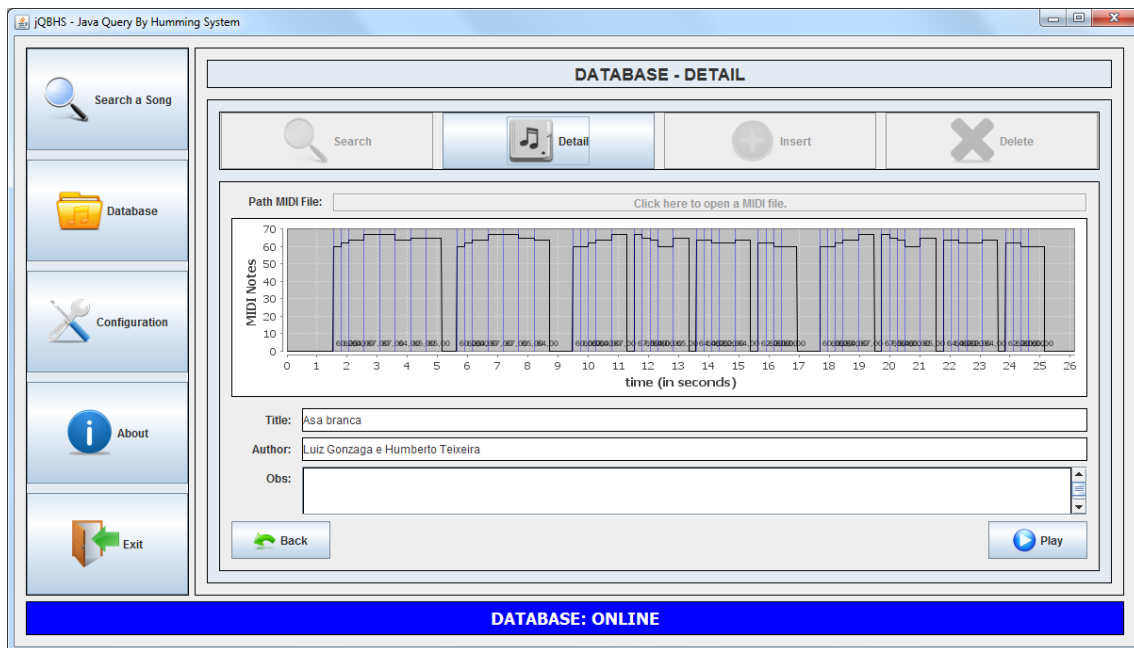 jQBHS - Java Query By Humming System
DATABASE - DETAIL
Search a Song
Database
Configuration
About
Exit
Search
Detail
Insert
Delete
Path MIDI File:
Click here to open a MIDI file.
MIDI Notes
70
60
50
40
30
20
10
0
0 1 2 3 4 5 6 7 8 9 10 11 12 13 14 15 16 17 18 19 20 21 22 23 24 25 26
time (in seconds)
Title: Asa branca
Author: Luiz Gonzaga e Humberto Teixeira
Obs:
Back
Play
DATABASE: ONLINE